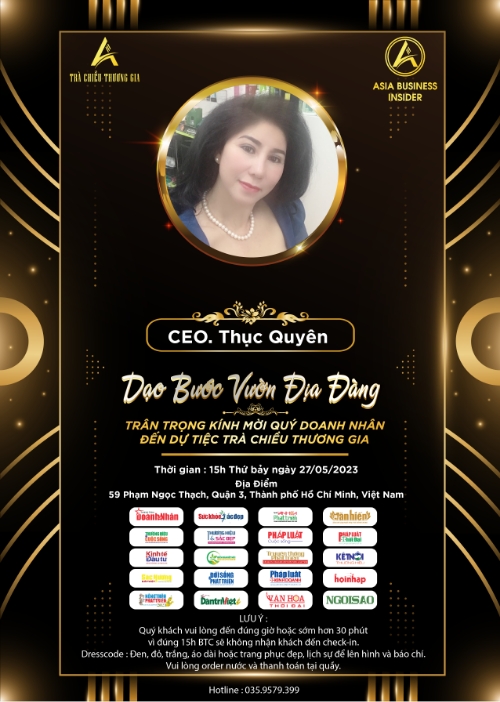 TRÀ CHIỀU THƯƠNG GIA
ASIA BUSINESS
INSIDER
CEO. Thục Quyên
Dạo Bước Vườn Địa Đàng
TRÂN TRỌNG KÍNH MỜI QUÝ DOANH NHÂN
ĐẾN DỰ TIỆC TRÀ CHIỀU THƯƠNG GIA
Thời gian : 15h Thứ bảy ngày 27/05/2023
Địa Điểm
59 Phạm Ngọc Thạch, Quận 3, Thành phố Hồ Chí Minh, Việt Nam
DoanhNhân
PHÁP LUẬT
Kinh tế
Đầu tư
ĐỜI SỐNG
PHÁT TRIỂN
Pháp luật
hoinhap
DântríViệt
VĂN HÓA
THỜI ĐẠI
NGÔISAO
LƯU Ý :
Quý khách vui lòng đến đúng giờ hoặc sớm hơn 30 phút
vì đúng 15h BTC sẽ không nhận khách đến check-in.
Dresscode : Đen, đỏ, trắng, áo dài hoặc trang phục đẹp, lịch sự để lên hình và báo chí.
Vui lòng order nước và thanh toán tại quầy.
Hotline : 035.9579.399